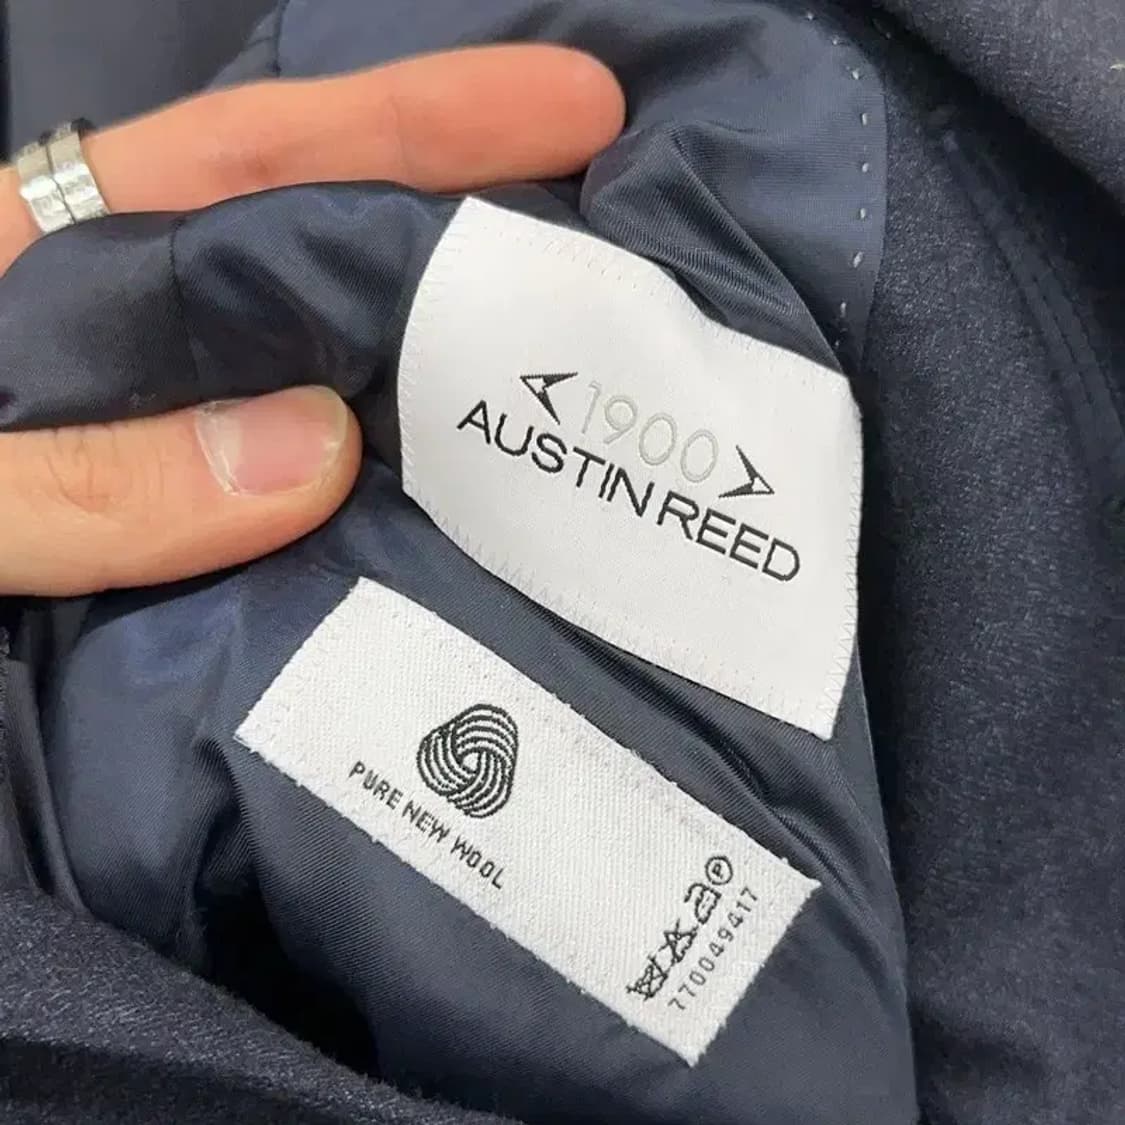 1900
AUSTIN REED
PURE NEW WOOL
P
770049417